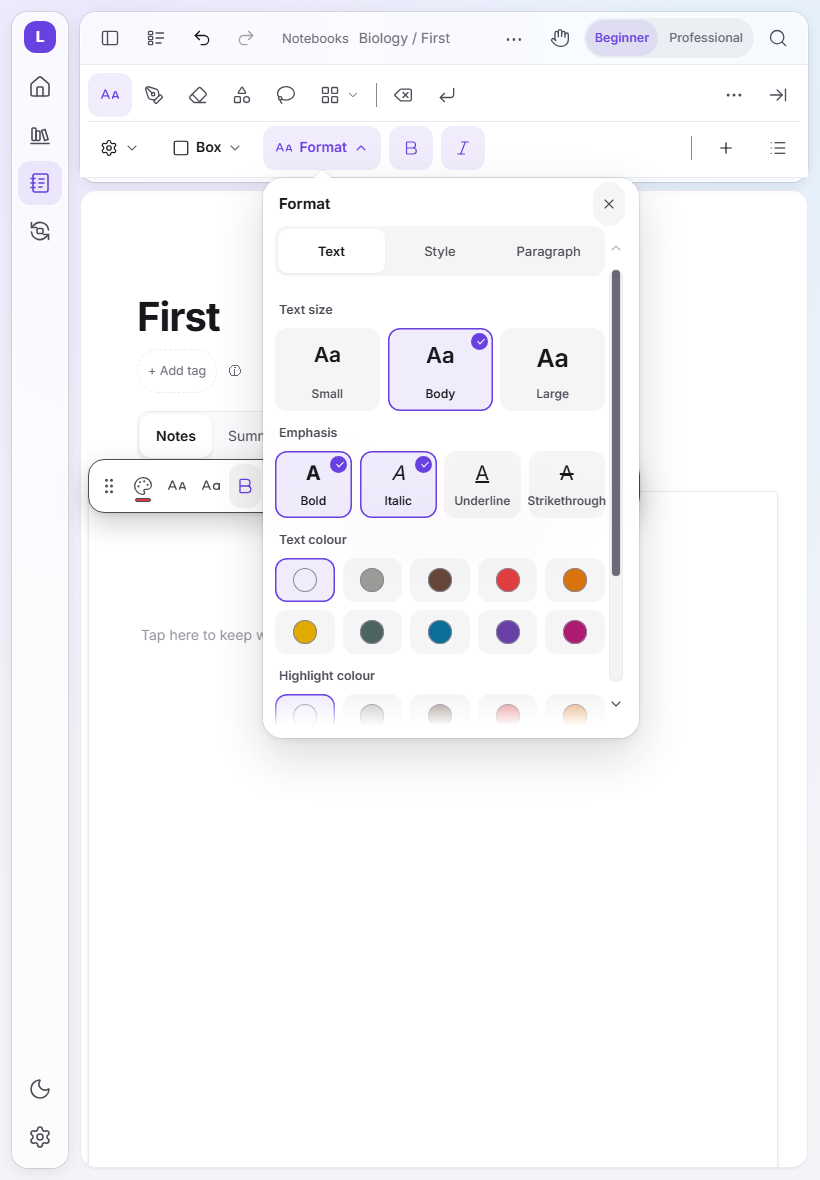 L
Notebooks Biology / First
Beginner Professional
Aa
Box
Aa Format
B I
Format
Text Style Paragraph
Text size
Aa Aa Aa
Small Body Large
First
+ Add tag
Emphasis
Notes Summ
A A A A
Bold Italic Underline Strikethrough
Aa Aa B
Text colour
Tap here to keep w
Highlight colour